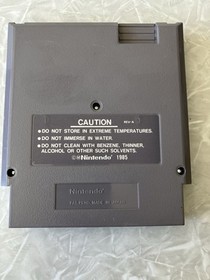 CAUTION
REV-A
•DO NOT STORE IN EXTREME TEMPERATURES.
•DO NOT IMMERSE IN WATER.
•DO NOT CLEAN WITH BENZENE, THINNER,
ALCOHOL OR OTHER SUCH SOLVENTS.
©®Nintendo® 1985
Nintendo